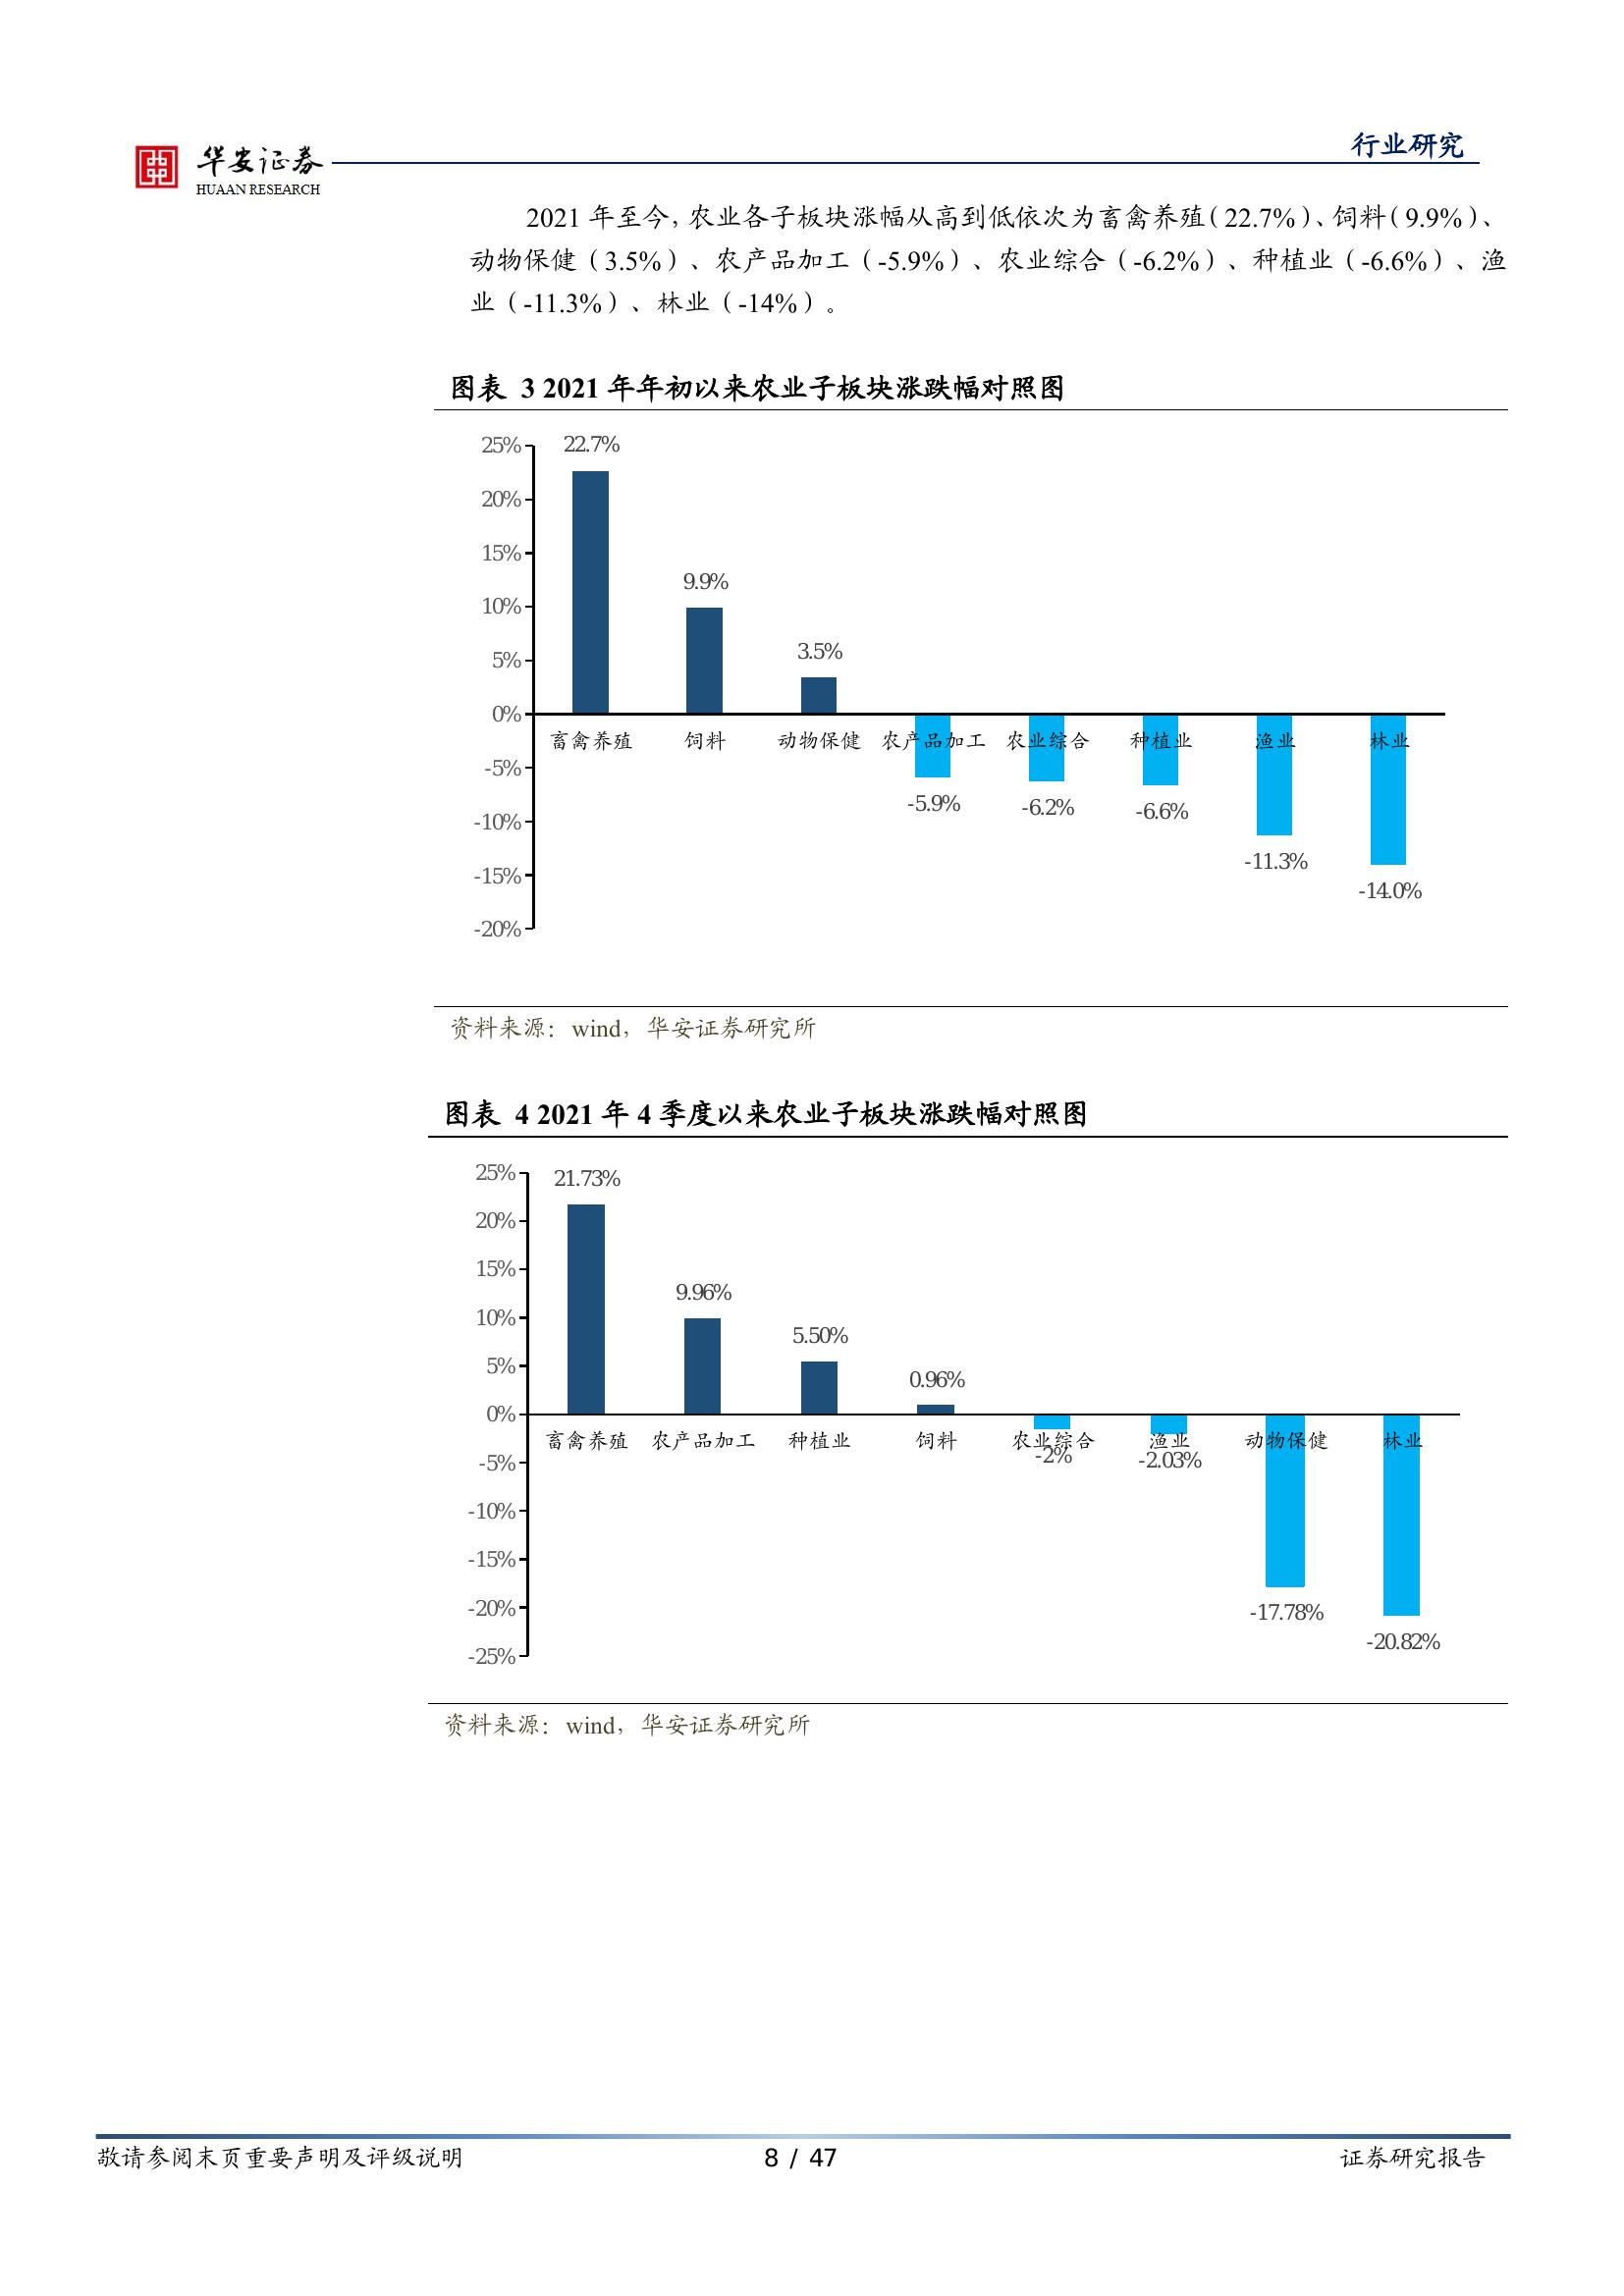 华安证券
HUAAN RESEARCH
行业研究
2021 年至今，农业各子板块涨幅从高到低依次为畜禽养殖（22.7%）、饲料（9.9%）、
动物保健（3.5%）、农产品加工（-5.9%）、农业综合（-6.2%）、种植业（-6.6%）、渔
业（-11.3%）、林业（-14%）。
图表 3 2021 年年初以来农业子板块涨跌幅对照图
25%
20%
15%
10%
5%
0%
-5%
-10%
-15%
-20%
22.7%
9.9%
3.5%
-5.9%
-6.2%
-6.6%
-11.3%
-14.0%
畜禽养殖 饲料 动物保健 农产品加工 农业综合 种植业 渔业 林业
资料来源：wind，华安证券研究所
图表 4 2021 年 4 季度以来农业子板块涨跌幅对照图
25%
20%
15%
10%
5%
0%
-5%
-10%
-15%
-20%
-25%
21.73%
9.96%
5.50%
0.96%
-2%
-2.03%
-17.78%
-20.82%
畜禽养殖 农产品加工 种植业 饲料 农业综合 渔业 动物保健 林业
资料来源：wind，华安证券研究所
敬请参阅末页重要声明及评级说明 8 / 47 证券研究报告